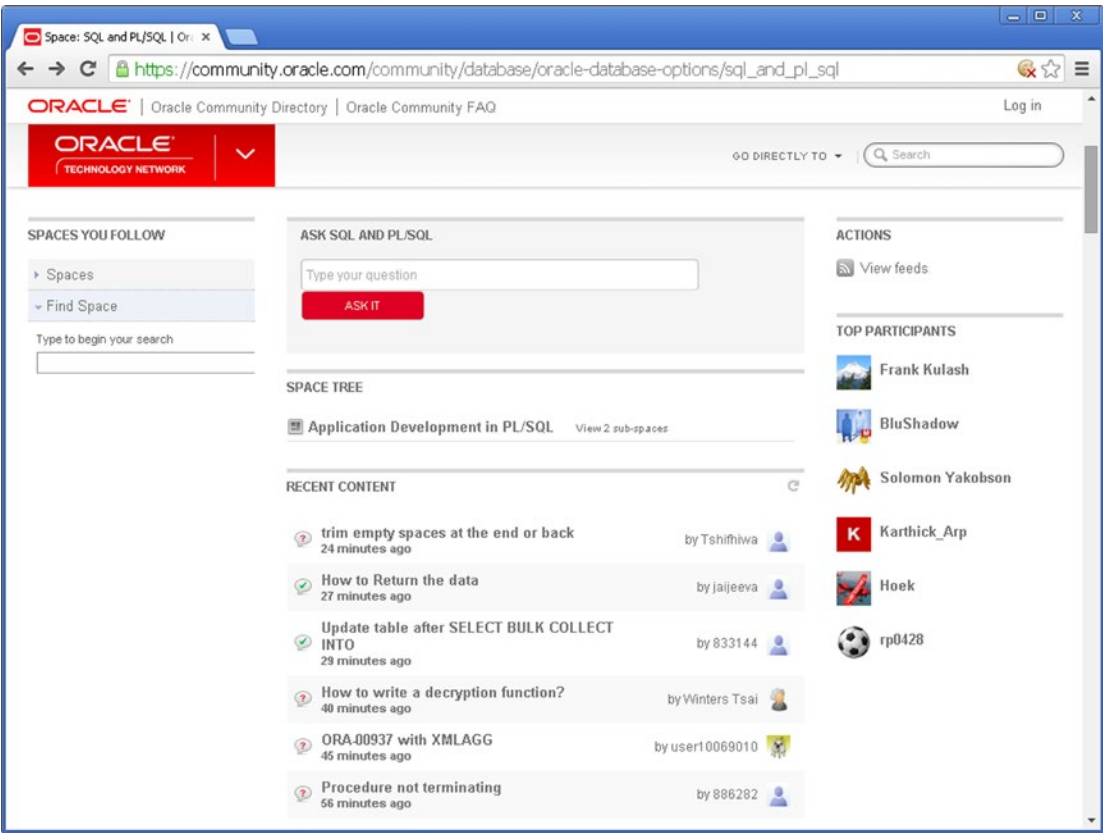 Space: SQL and PL/SQL | Ora
https://community.oracle.com/community/database/oracle-database-options/sql_and_pl_sql
ORACLE | Oracle Community Directory | Oracle Community FAQ
Log in
ORACLE
TECHNOLOGY NETWORK
GO DIRECTLY TO
Search
SPACES YOU FOLLOW
Spaces
Find Space
Type to begin your search
ASK SQL AND PL/SQL
Type your question
ASK IT
SPACE TREE
Application Development in PL/SQL View 2 sub-spaces
RECENT CONTENT
trim empty spaces at the end or back
24 minutes ago
by Tshifhiwa
How to Return the data
27 minutes ago
by jaijeeva
Update table after SELECT BULK COLLECT
INTO
29 minutes ago
by 833144
How to write a decryption function?
40 minutes ago
by Winters Tsai
ORA-00937 with XMLAGG
45 minutes ago
by user10069010
Procedure not terminating
56 minutes ago
by 886282
ACTIONS
View feeds
TOP PARTICIPANTS
Frank Kulash
BluShadow
Solomon Yakobson
K
Karthick_Arp
Hoek
rp0428